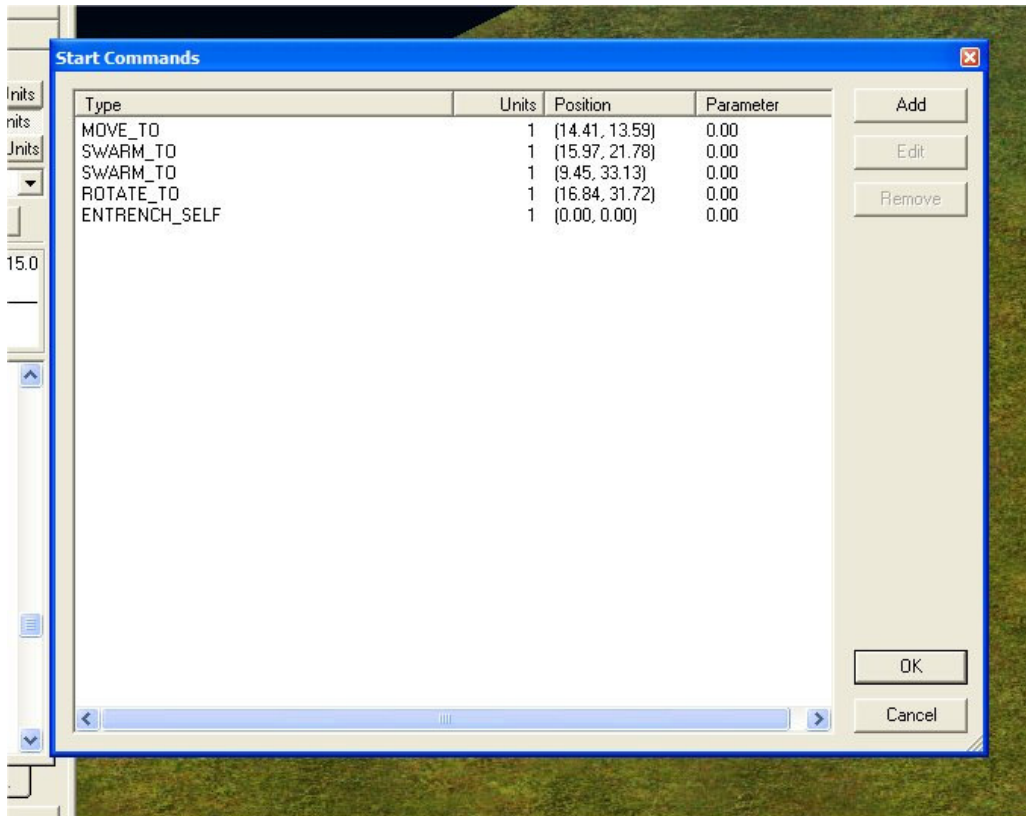 Start Commands
Units
nits
Units
15.0
Type Units Position Parameter
MOVE_TO 1 (14.41, 13.59) 0.00
SWARM_TO 1 (15.97, 21.78) 0.00
SWARM_TO 1 (9.45, 33.13) 0.00
ROTATE_TO 1 (16.84, 31.72) 0.00
ENTRENCH_SELF 1 (0.00, 0.00) 0.00
Add
Edit
Remove
OK
Cancel